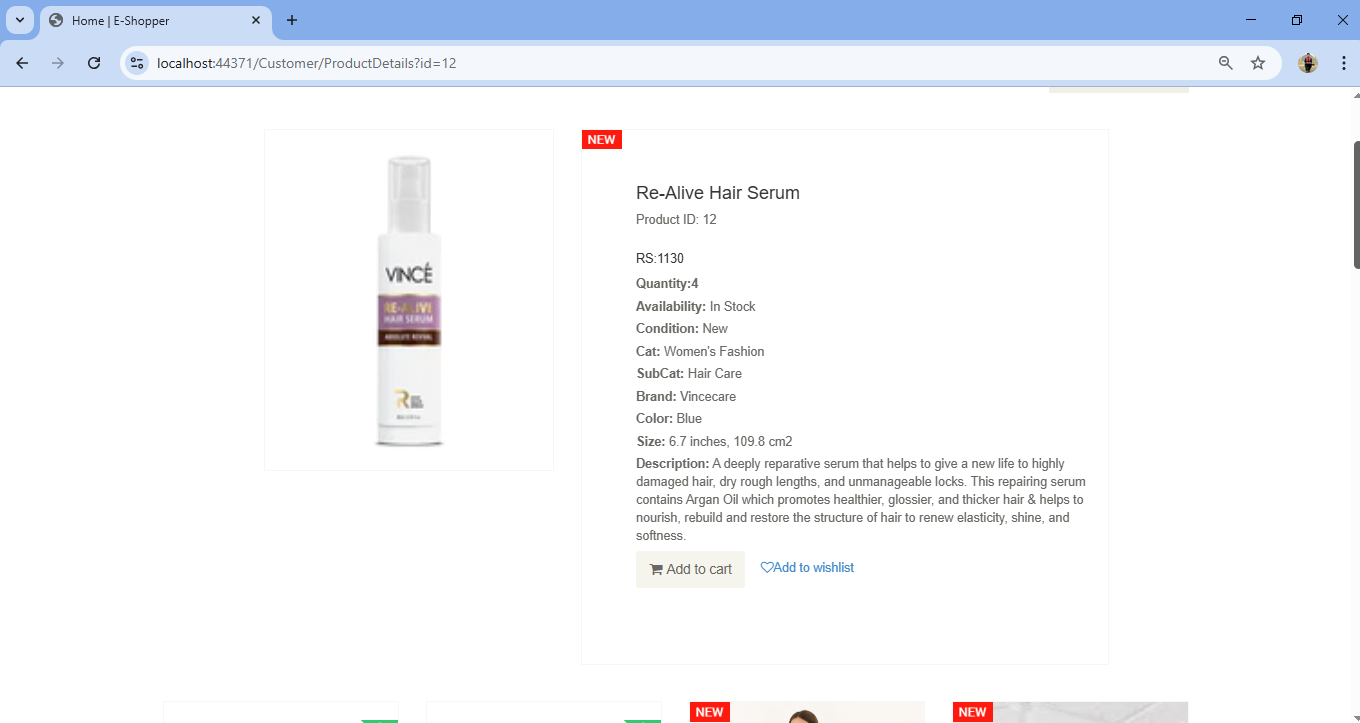 Home | E-Shopper
localhost:44371/Customer/ProductDetails?id=12
NEW
Re-Alive Hair Serum
Product ID: 12
RS:1130
Quantity:4
Availability: In Stock
Condition: New
Cat: Women's Fashion
SubCat: Hair Care
Brand: Vincecare
Color: Blue
Size: 6.7 inches, 109.8 cm2
Description: A deeply reparative serum that helps to give a new life to highly
damaged hair, dry rough lengths, and unmanageable locks. This repairing serum
contains Argan Oil which promotes healthier, glossier, and thicker hair & helps to
nourish, rebuild and restore the structure of hair to renew elasticity, shine, and
softness.
Add to cart
Add to wishlist
VINCÉ
RE-ALIVE
HAIR SERUM
ABSOLUTE REVIVAL
R
NEW
NEW